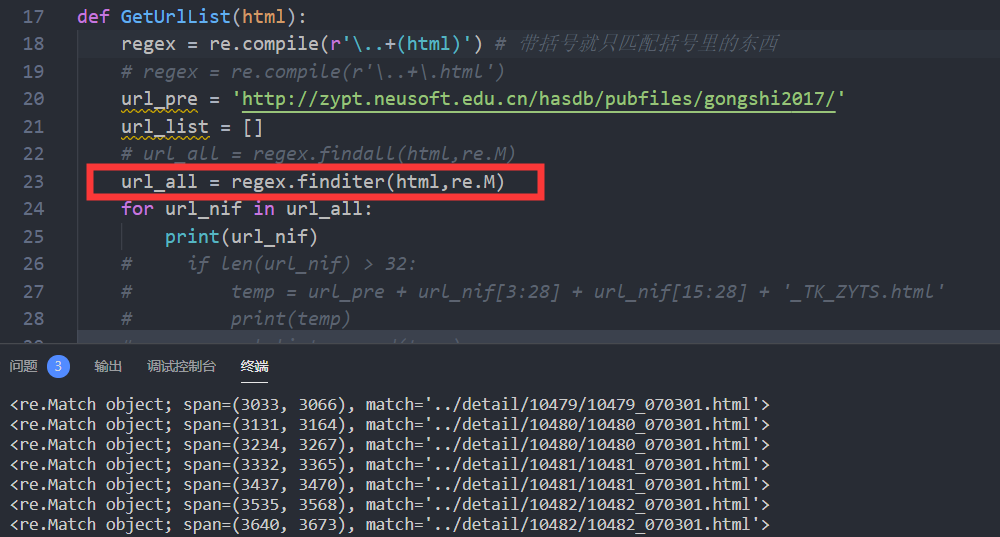 17 def GetUrlList(html):
18 regex = re.compile(r'\..+(html)') # 带括号就只匹配括号里的东西
19 # regex = re.compile(r'\..+\.html')
20 url_pre = 'http://zypt.neusoft.edu.cn/hasdb/pubfiles/gongshi2017/'
21 url_list = []
22 # url_all = regex.findall(html,re.M)
23 url_all = regex.finditer(html,re.M)
24 for url_nif in url_all:
25 print(url_nif)
26 # if len(url_nif) > 32:
27 # temp = url_pre + url_nif[3:28] + url_nif[15:28] + '_TK_ZYTS.html'
28 # print(temp)
问题 3 输出 调试控制台 终端
<re.Match object; span=(3033, 3066), match='../detail/10479/10479_070301.html'>
<re.Match object; span=(3131, 3164), match='../detail/10480/10480_070301.html'>
<re.Match object; span=(3234, 3267), match='../detail/10480/10480_070301.html'>
<re.Match object; span=(3332, 3365), match='../detail/10481/10481_070301.html'>
<re.Match object; span=(3437, 3470), match='../detail/10481/10481_070301.html'>
<re.Match object; span=(3535, 3568), match='../detail/10482/10482_070301.html'>
<re.Match object; span=(3640, 3673), match='../detail/10482/10482_070301.html'>